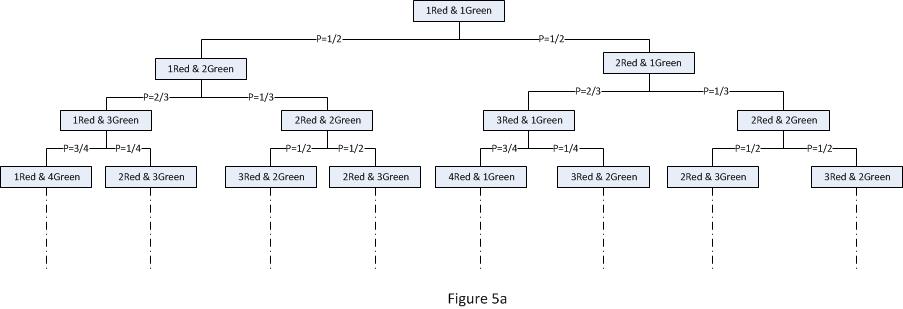 1Red & 1Green
P=1/2 P=1/2
1Red & 2Green 2Red & 1Green
P=2/3 P=1/3 P=2/3 P=1/3
1Red & 3Green 2Red & 2Green 3Red & 1Green 2Red & 2Green
P=3/4 P=1/4 P=1/2 P=1/2 P=3/4 P=1/4 P=1/2 P=1/2
1Red & 4Green 2Red & 3Green 3Red & 2Green 2Red & 3Green 4Red & 1Green 3Red & 2Green 2Red & 3Green 3Red & 2Green
Figure 5a